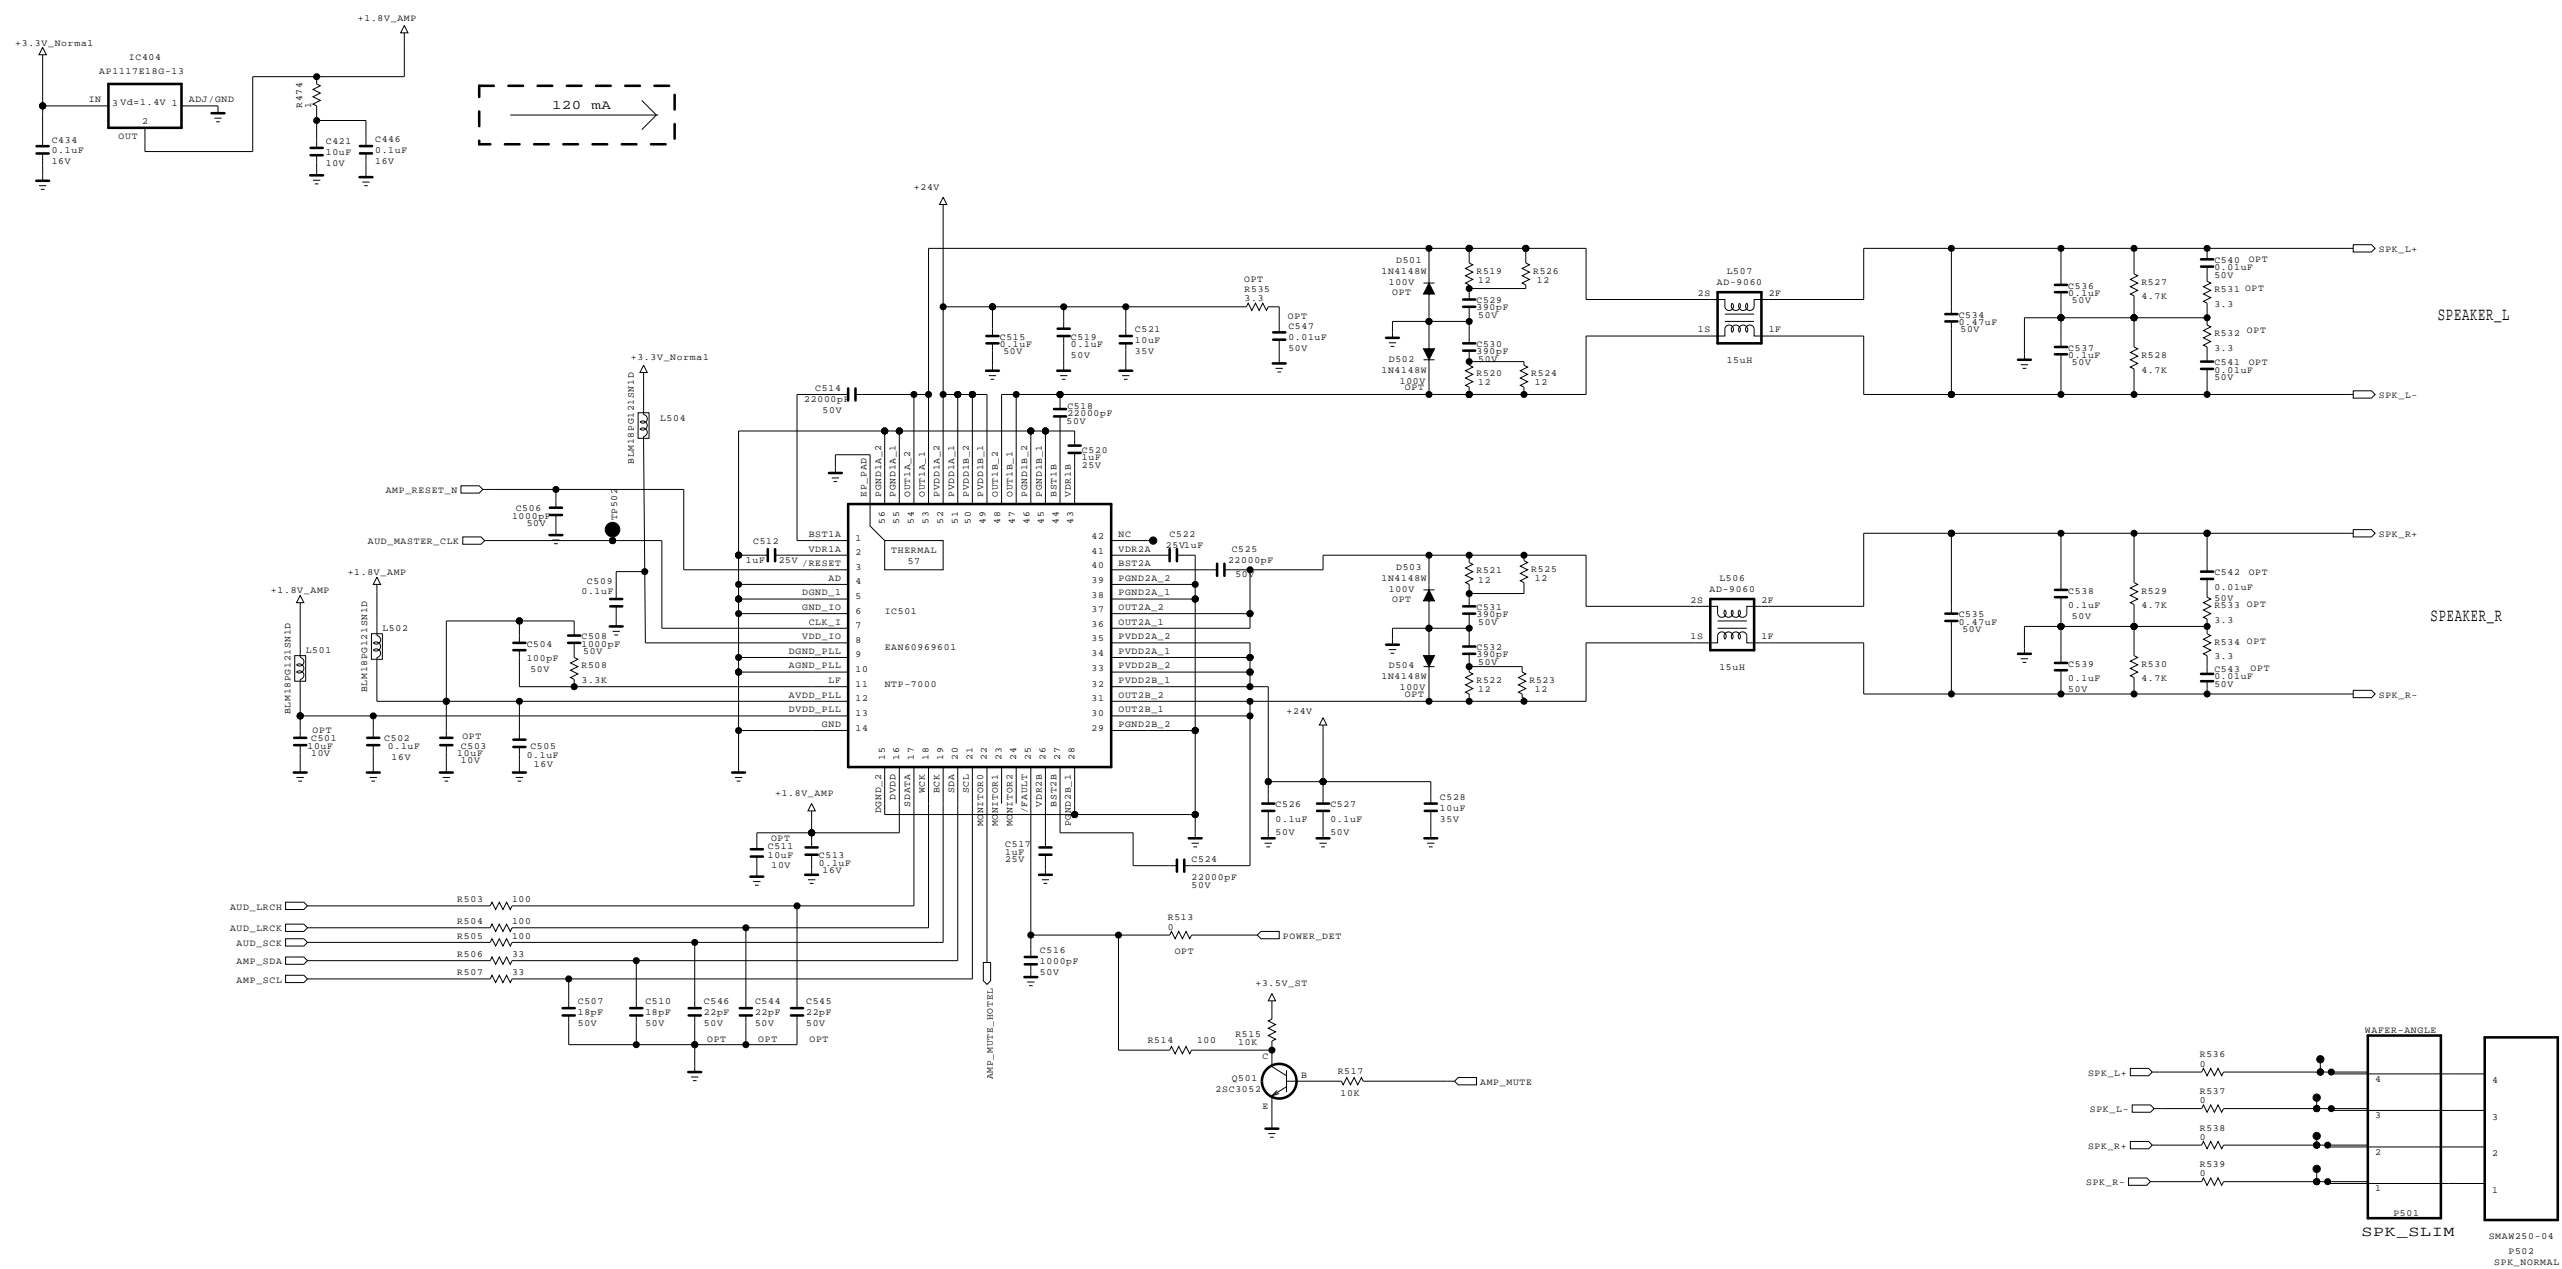 +1.8V_AMP
+3.3V_Normal
IC404
AP1117E18G-13
IN
3
Vd=1.4V
1
ADJ/GND
2
OUT
R474
1
C434
0.1uF
16V
C421
10uF
10V
C446
0.1uF
16V
120 mA
+24V
OPT
R535
3.3
C515
0.1uF
50V
C519
0.1uF
50V
C521
10uF
35V
OPT
C547
0.01uF
50V
D501
1N4148W
100V
OPT
R519
12
R526
12
C529
390pF
50V
C530
390pF
50V
D502
1N4148W
100V
OPT
R520
12
R524
12
L507
AD-9060
2S
2F
1S
1F
15uH
C534
0.47uF
50V
C536
0.1uF
50V
C537
0.1uF
50V
R527
4.7K
R528
4.7K
C540 OPT
0.01uF
50V
R531 OPT
3.3
R532 OPT
3.3
C541 OPT
0.01uF
50V
SPK_L+
SPEAKER_L
SPK_L-
+3.3V_Normal
BLM18PG121SN1D
L504
C514
22000pF
50V
C518
22000pF
50V
C520
1uF
25V
EP_PAD
PGND1A_2
PGND1A_1
OUT1A_2
OUT1A_1
PVDD1A_2
PVDD1A_1
PVDD1B_2
PVDD1B_1
OUT1B_2
OUT1B_1
PGND1B_2
PGND1B_1
BST1B
VDR1B
56
55
54
53
52
51
50
49
48
47
46
45
44
43
AMP_RESET_N
C506
1000pF
50V
TP502
AUD_MASTER_CLK
C512
1uF
25V
THERMAL
57
IC501
EAN60969601
NTP-7000
BST1A
1
VDR1A
2
/RESET
3
AD
4
DGND_1
5
GND_IO
6
CLK_I
7
VDD_IO
8
DGND_PLL
9
AGND_PLL
10
LF
11
AVDD_PLL
12
DVDD_PLL
13
GND
14
42
NC
41
VDR2A
40
BST2A
39
PGND2A_2
38
PGND2A_1
37
OUT2A_2
36
OUT2A_1
35
PVDD2A_2
34
PVDD2A_1
33
PVDD2B_2
32
PVDD2B_1
31
OUT2B_2
30
OUT2B_1
29
PGND2B_2
C522
25V1uF
C525
22000pF
50V
+1.8V_AMP
+1.8V_AMP
BLM18PG121SN1D
L501
BLM18PG121SN1D
L502
C509
0.1uF
C504
100pF
50V
C508
1000pF
50V
R508
3.3K
OPT
C501
10uF
10V
C502
0.1uF
16V
OPT
C503
10uF
10V
C505
0.1uF
16V
D503
1N4148W
100V
OPT
R521
12
R525
12
C531
390pF
50V
C532
390pF
50V
D504
1N4148W
100V
OPT
R522
12
R523
12
L506
AD-9060
2S
2F
1S
1F
15uH
C535
0.47uF
50V
C538
0.1uF
50V
C539
0.1uF
50V
R529
4.7K
R530
4.7K
C542 OPT
0.01uF
50V
R533 OPT
3.3
R534 OPT
3.3
C543 OPT
0.01uF
50V
SPK_R+
SPEAKER_R
SPK_R-
15
16
17
18
19
20
21
22
23
24
25
26
27
28
DGND_2
DVDD
SDATA
WCK
BCK
SDA
SCL
MONITOR0
MONITOR1
MONITOR2
/FAULT
VDR2B
BST2B
PGND2B_1
+1.8V_AMP
OPT
C511
10uF
10V
C513
0.1uF
16V
C517
1uF
25V
C524
22000pF
50V
+24V
C526
0.1uF
50V
C527
0.1uF
50V
C528
10uF
35V
AUD_LRCH
R503
100
AUD_LRCK
R504
100
AUD_SCK
R505
100
AMP_SDA
R506
33
AMP_SCL
R507
33
C507
18pF
50V
C510
18pF
50V
C546
22pF
50V
OPT
C544
22pF
50V
OPT
C545
22pF
50V
OPT
AMP_MUTE_HOTEL
C516
1000pF
50V
R513
0
OPT
POWER_DET
+3.5V_ST
R515
10K
R514
100
C
Q501
2SC3052
B
E
R517
10K
AMP_MUTE
WAFER-ANGLE
SPK_L+
R536
0
4
4
SPK_L-
R537
0
3
3
SPK_R+
R538
0
2
2
SPK_R-
R539
0
1
1
P501
SPK_SLIM
SMAW250-04
P502
SPK_NORMAL